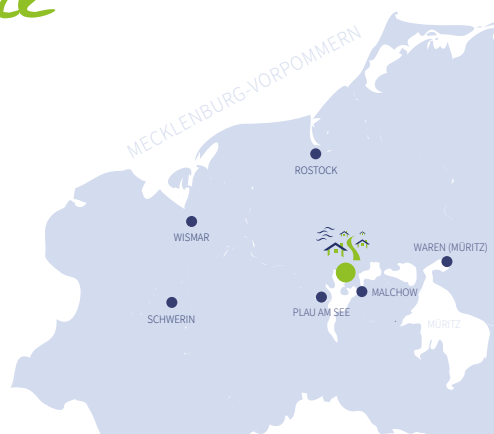 MECKLENBURG-VORPOMMERN
ROSTOCK
WISMAR
WAREN (MÜRITZ)
MALCHOW
PLAU AM SEE
SCHWERIN
MÜRITZ